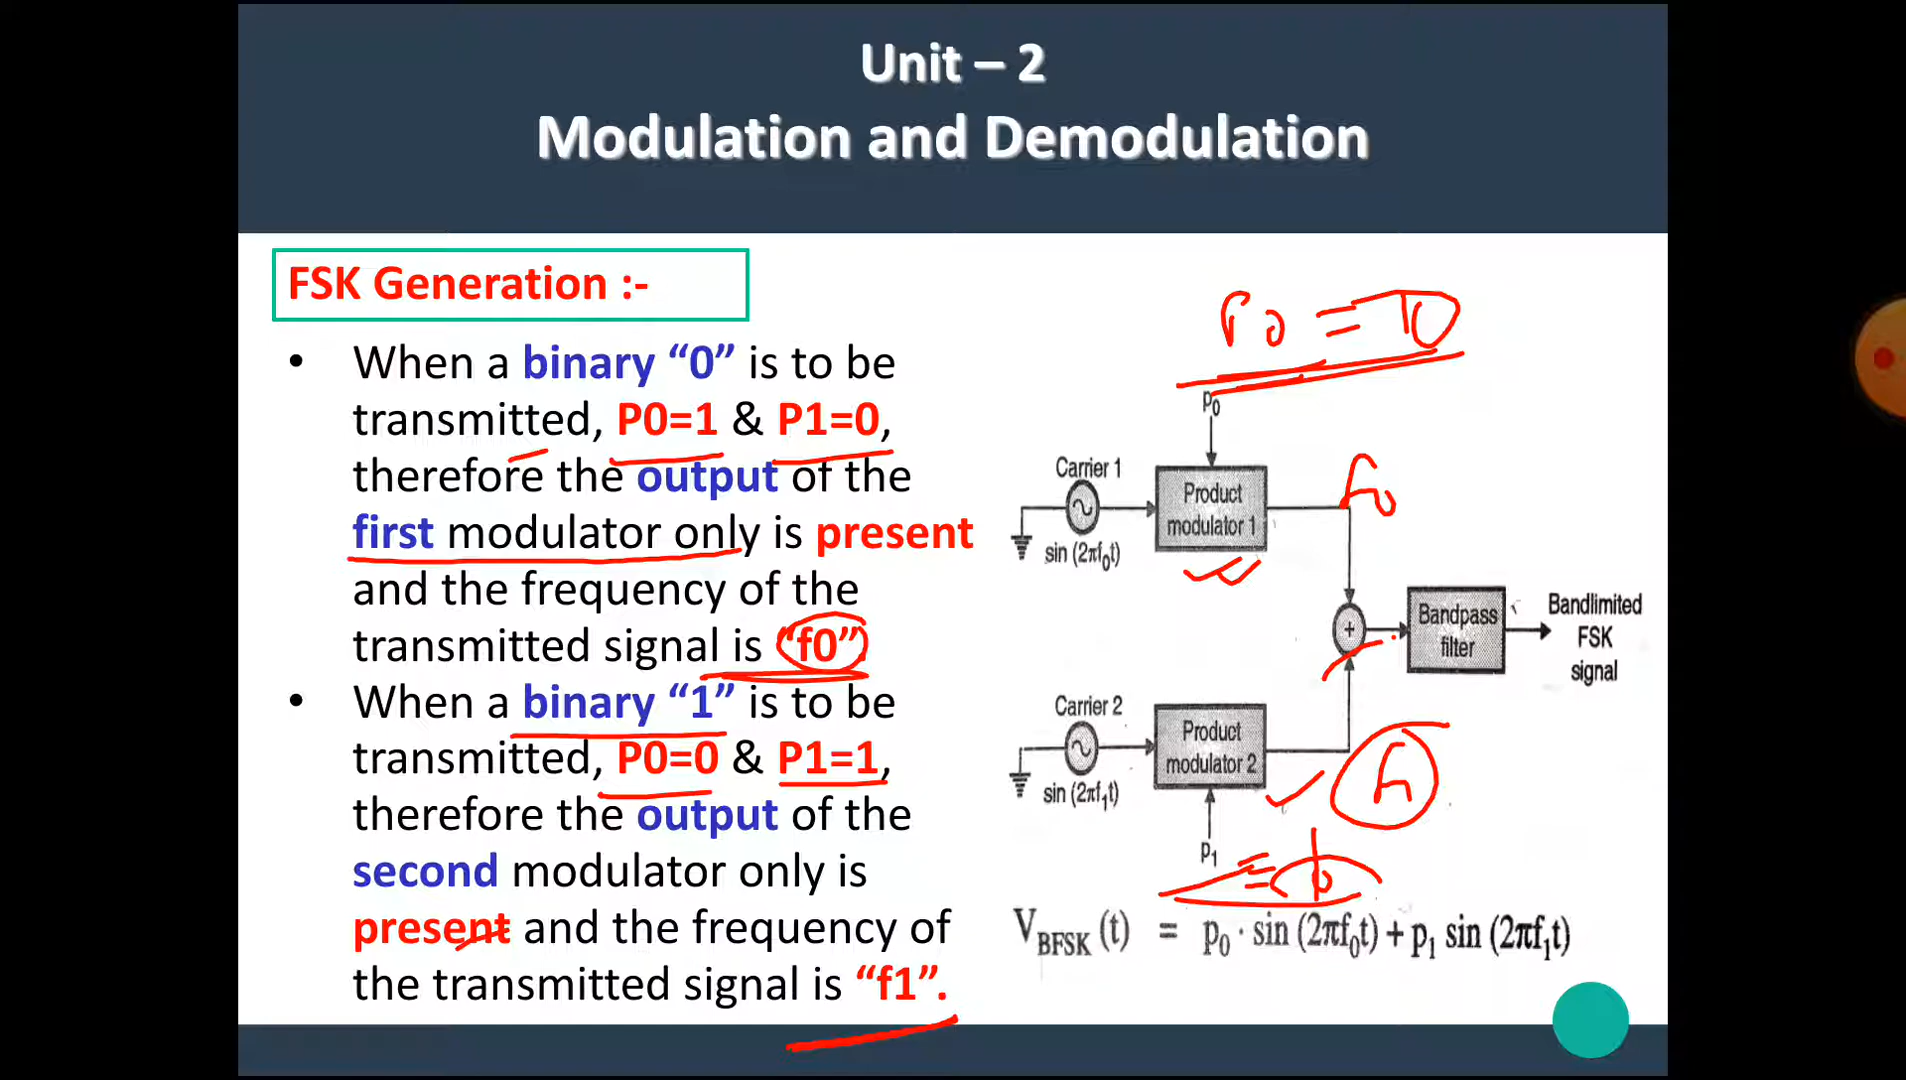 Unit – 2
Modulation and Demodulation
FSK Generation :-
• When a binary “0” is to be
transmitted, P0=1 & P1=0,
therefore the output of the
first modulator only is present
and the frequency of the
transmitted signal is “f0”.
• When a binary “1” is to be
transmitted, P0=0 & P1=1,
therefore the output of the
second modulator only is
present and the frequency of
the transmitted signal is “f1”.
P0 =
p₀
Carrier 1
Product
modulator 1
f0
sin (2πf₀t)
+
Bandpass
filter
Bandlimited
FSK
signal
Carrier 2
Product
modulator 2
sin (2πf₁t)
f1
p₁
=
V_BFSK (t) = p₀ · sin (2πf₀t) + p₁ sin (2πf₁t)